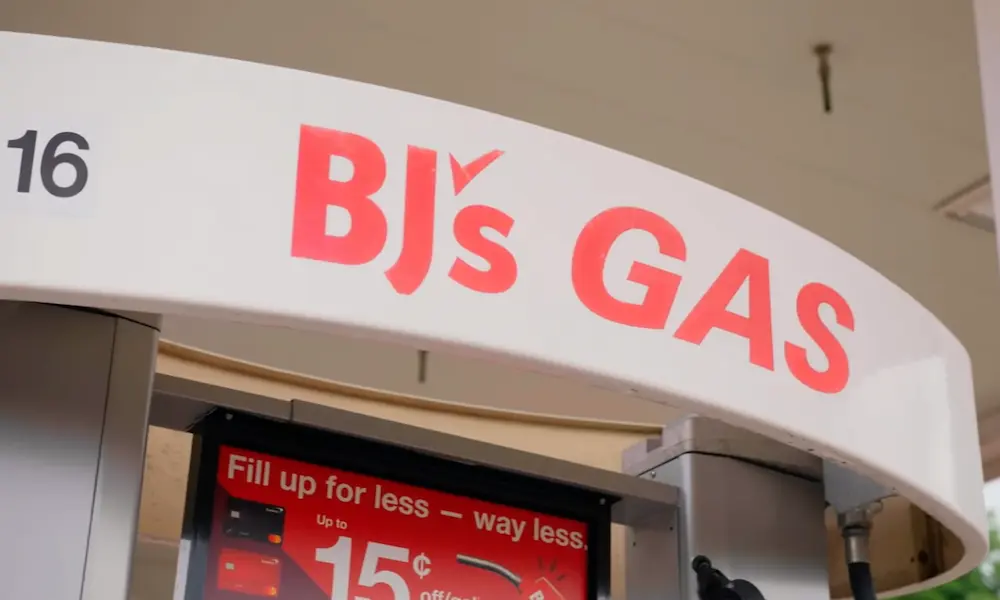 16
BJ's GAS
Fill up for less — way less.
Up to
15¢